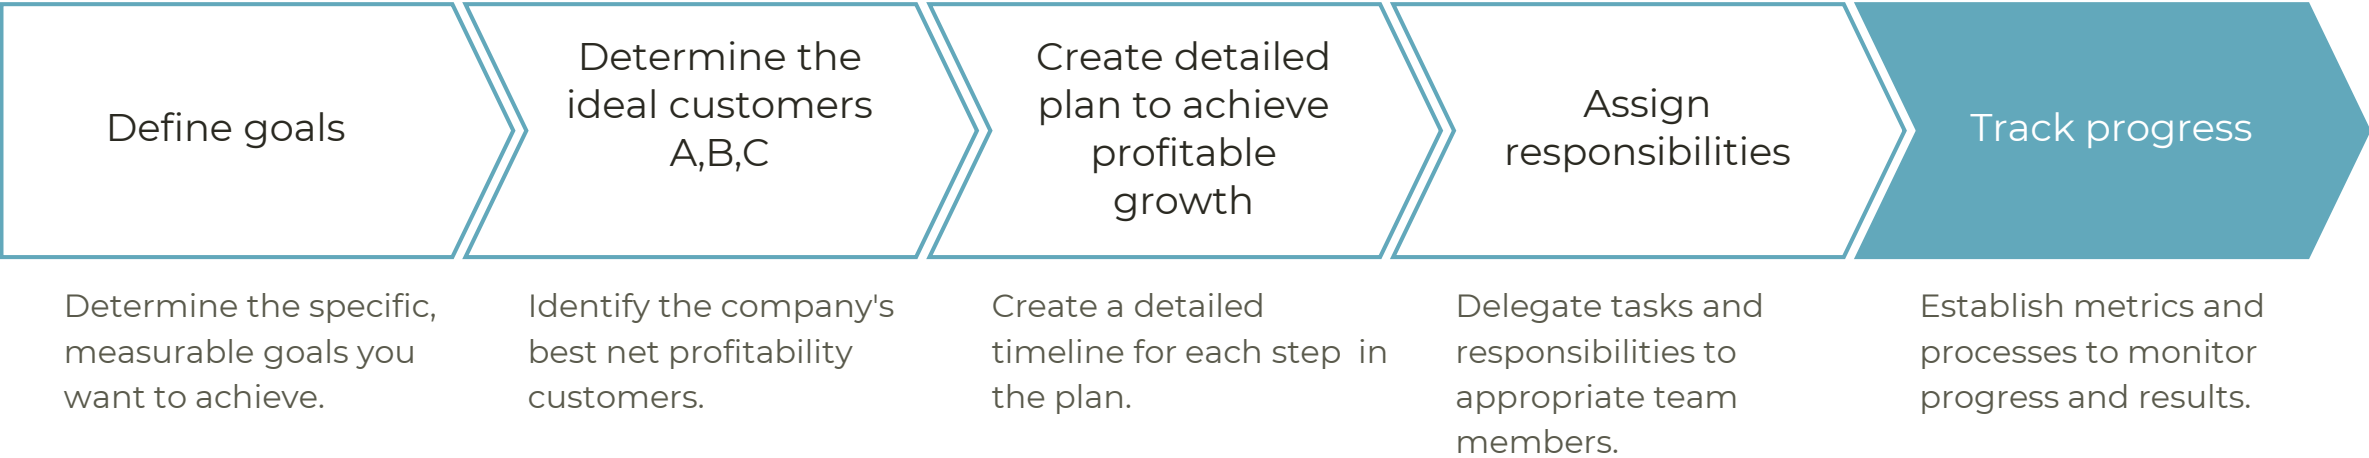 Define goals
Determine the
ideal customers
A,B,C
Create detailed
plan to achieve
profitable
growth
Assign
responsibilities
Track progress
Determine the specific,
measurable goals you
want to achieve.
Identify the company's
best net profitability
customers.
Create a detailed
timeline for each step  in
the plan.
Delegate tasks and
responsibilities to
appropriate team
members.
Establish metrics and
processes to monitor
progress and results.